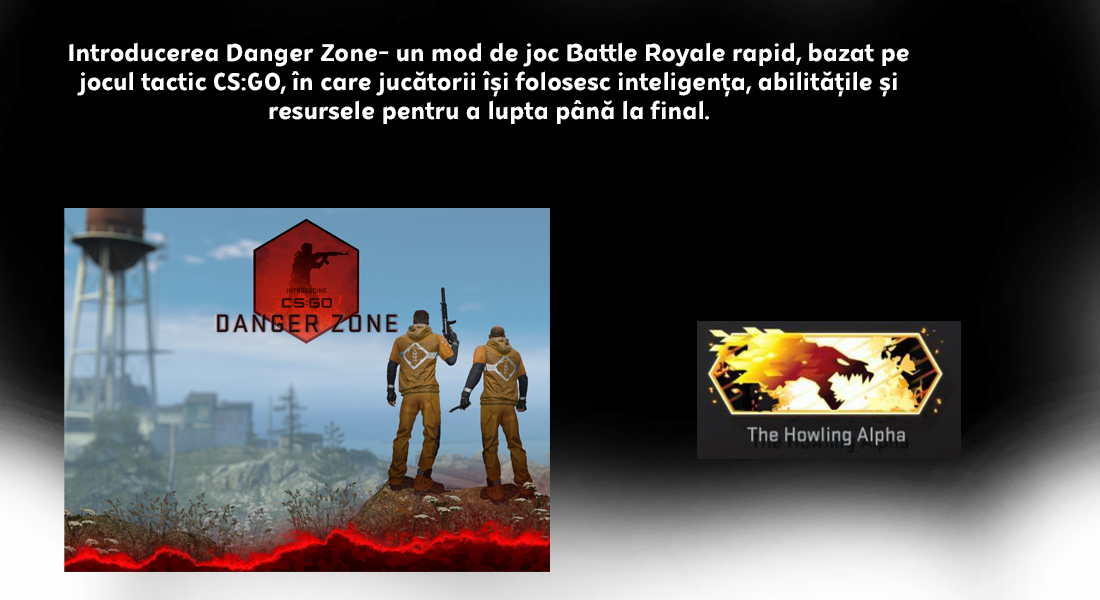 Introducerea Danger Zone- un mod de joc Battle Royale rapid, bazat pe
jocul tactic CS:GO, în care jucătorii își folosesc inteligența, abilitățile și
resursele pentru a lupta până la final.
INTRODUCING
CS:GO
DANGER ZONE
The Howling Alpha